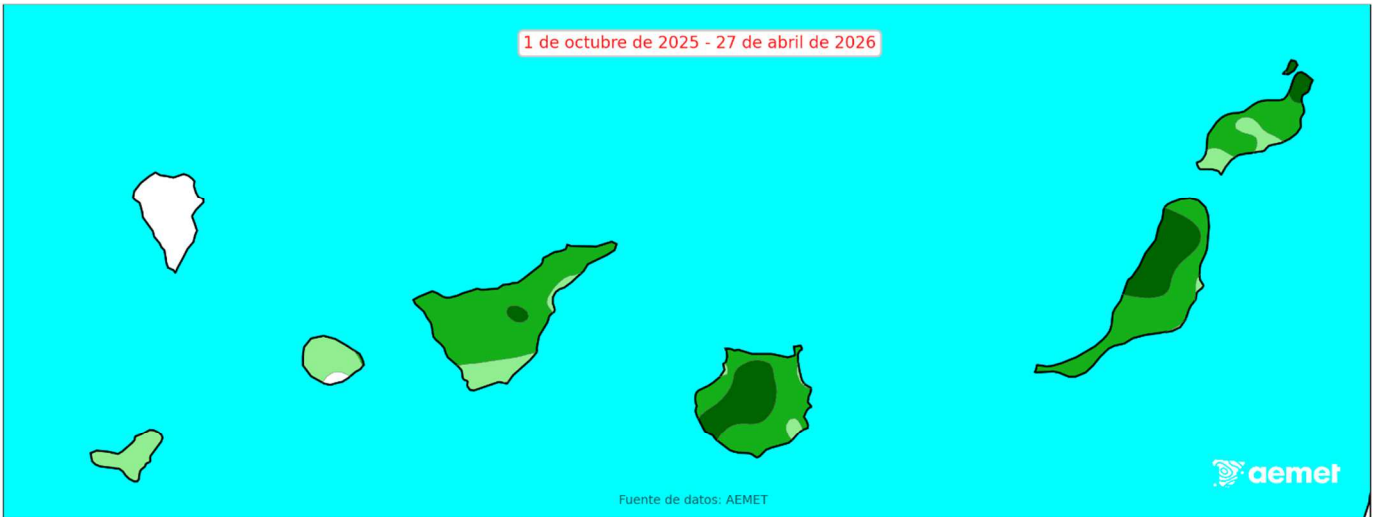 1 de octubre de 2025 - 27 de abril de 2026
aemet
Fuente de datos: AEMET